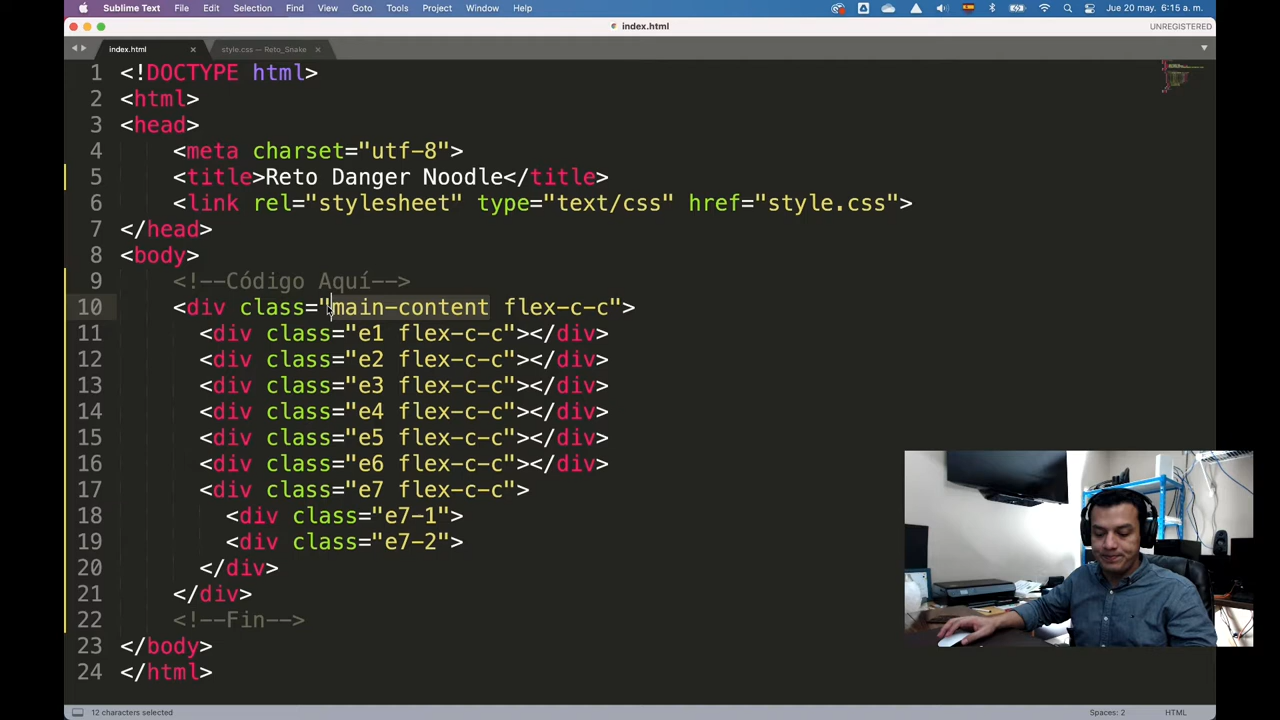 Sublime Text File Edit Selection Find View Goto Tools Project Window Help Jue 20 may. 6:15 a. m.
index.html UNREGISTERED
index.html style.css — Reto_Snake
1 <!DOCTYPE html>
2 <html>
3 <head>
4 <meta charset="utf-8">
5 <title>Reto Danger Noodle</title>
6 <link rel="stylesheet" type="text/css" href="style.css">
7 </head>
8 <body>
9 <!--Código Aquí-->
10 <div class="main-content flex-c-c">
11 <div class="e1 flex-c-c"></div>
12 <div class="e2 flex-c-c"></div>
13 <div class="e3 flex-c-c"></div>
14 <div class="e4 flex-c-c"></div>
15 <div class="e5 flex-c-c"></div>
16 <div class="e6 flex-c-c"></div>
17 <div class="e7 flex-c-c">
18 <div class="e7-1">
19 <div class="e7-2">
20 </div>
21 </div>
22 <!--Fin-->
23 </body>
24 </html>
12 characters selected Spaces: 2 HTML